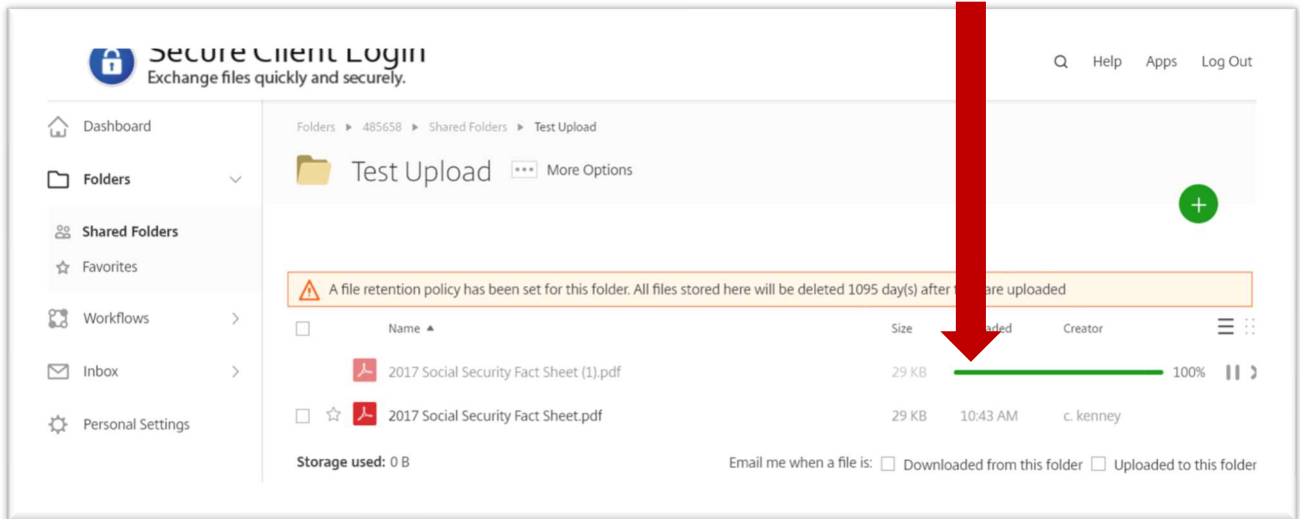 Secure Client Login
Exchange files quickly and securely.
Help Apps Log Out
Dashboard
Folders
Shared Folders
Favorites
Workflows
Inbox
Personal Settings
Folders ▶ 485658 ▶ Shared Folders ▶ Test Upload
Test Upload ••• More Options
A file retention policy has been set for this folder. All files stored here will be deleted 1095 day(s) after are uploaded
Name ▲ Size Creator
2017 Social Security Fact Sheet (1).pdf 29 KB 100%
2017 Social Security Fact Sheet.pdf 29 KB 10:43 AM c. kenney
Storage used: 0 B Email me when a file is: Downloaded from this folder Uploaded to this folder